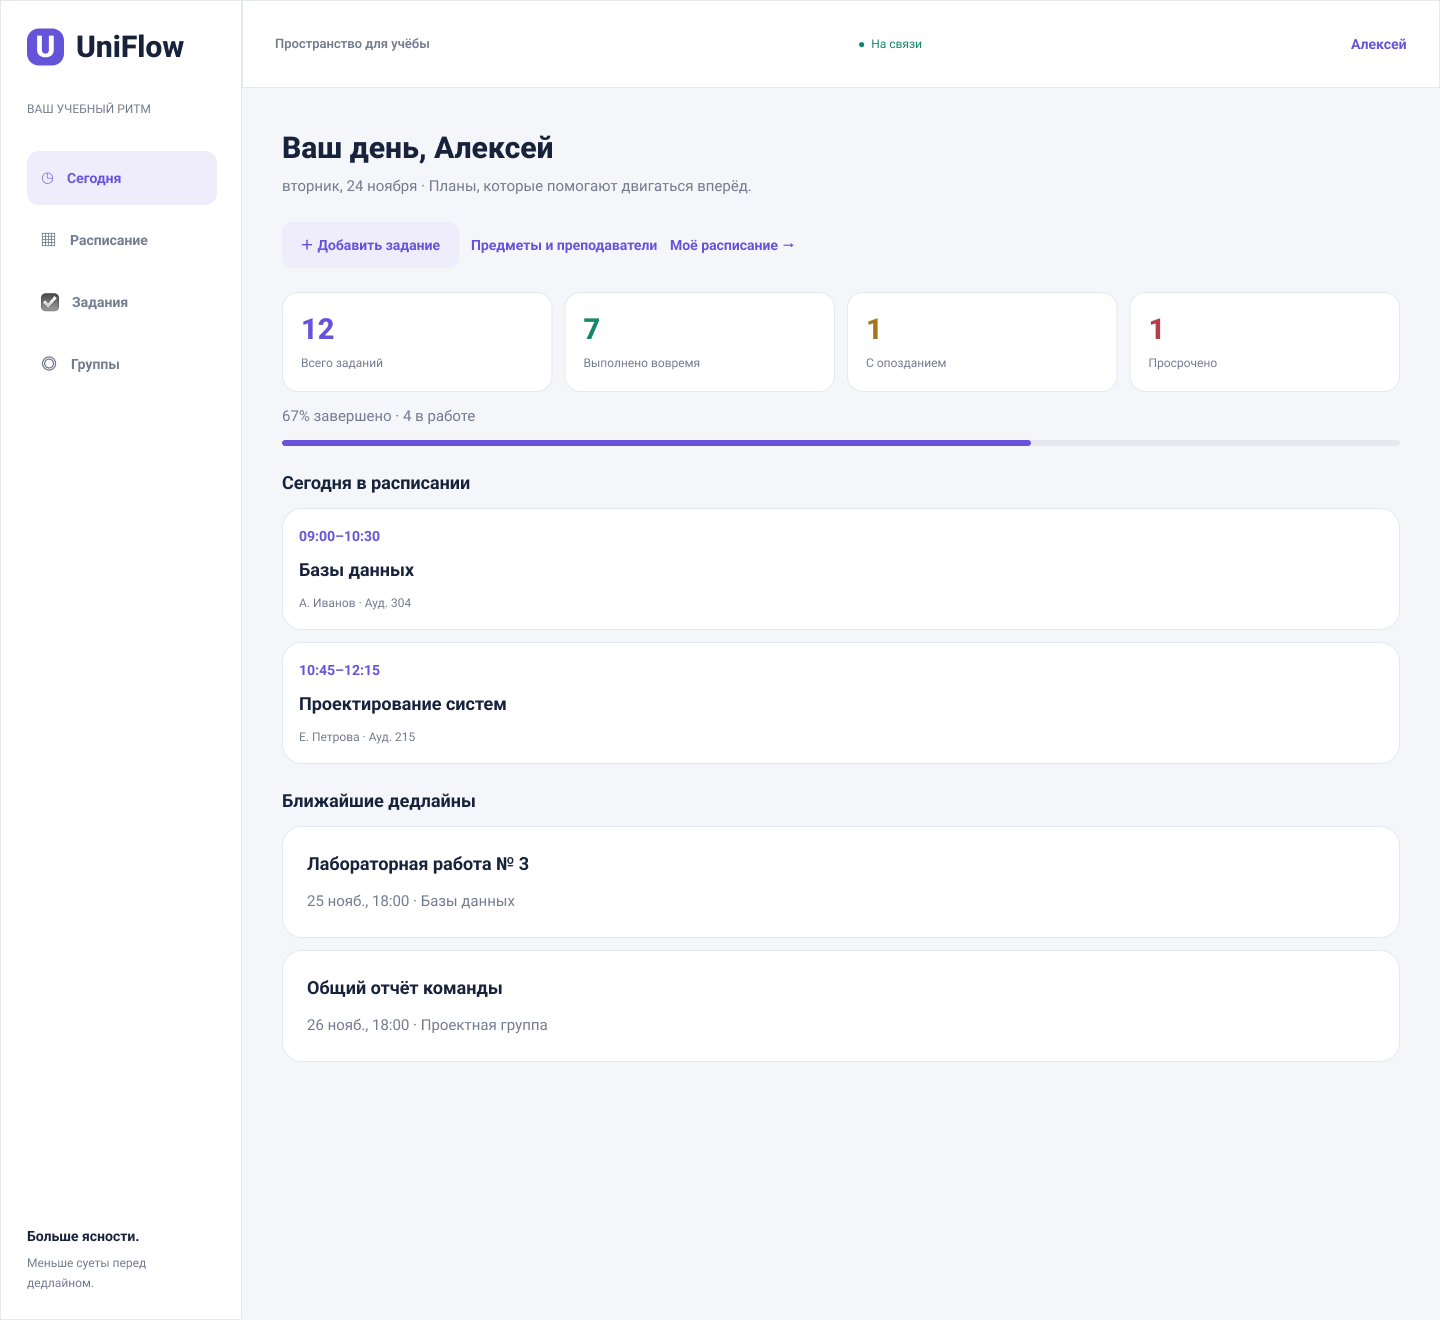 UniFlow
ВАШ УЧЕБНЫЙ РИТМ
Сегодня
Расписание
Задания
Группы
Больше ясности.
Меньше суеты перед
дедлайном.
Пространство для учёбы
● На связи
Алексей
Ваш день, Алексей
вторник, 24 ноября · Планы, которые помогают двигаться вперёд.
+ Добавить задание
Предметы и преподаватели
Моё расписание →
12
Всего заданий
7
Выполнено вовремя
1
С опозданием
1
Просрочено
67% завершено · 4 в работе
Сегодня в расписании
09:00–10:30
Базы данных
А. Иванов · Ауд. 304
10:45–12:15
Проектирование систем
Е. Петрова · Ауд. 215
Ближайшие дедлайны
Лабораторная работа № 3
25 нояб., 18:00 · Базы данных
Общий отчёт команды
26 нояб., 18:00 · Проектная группа